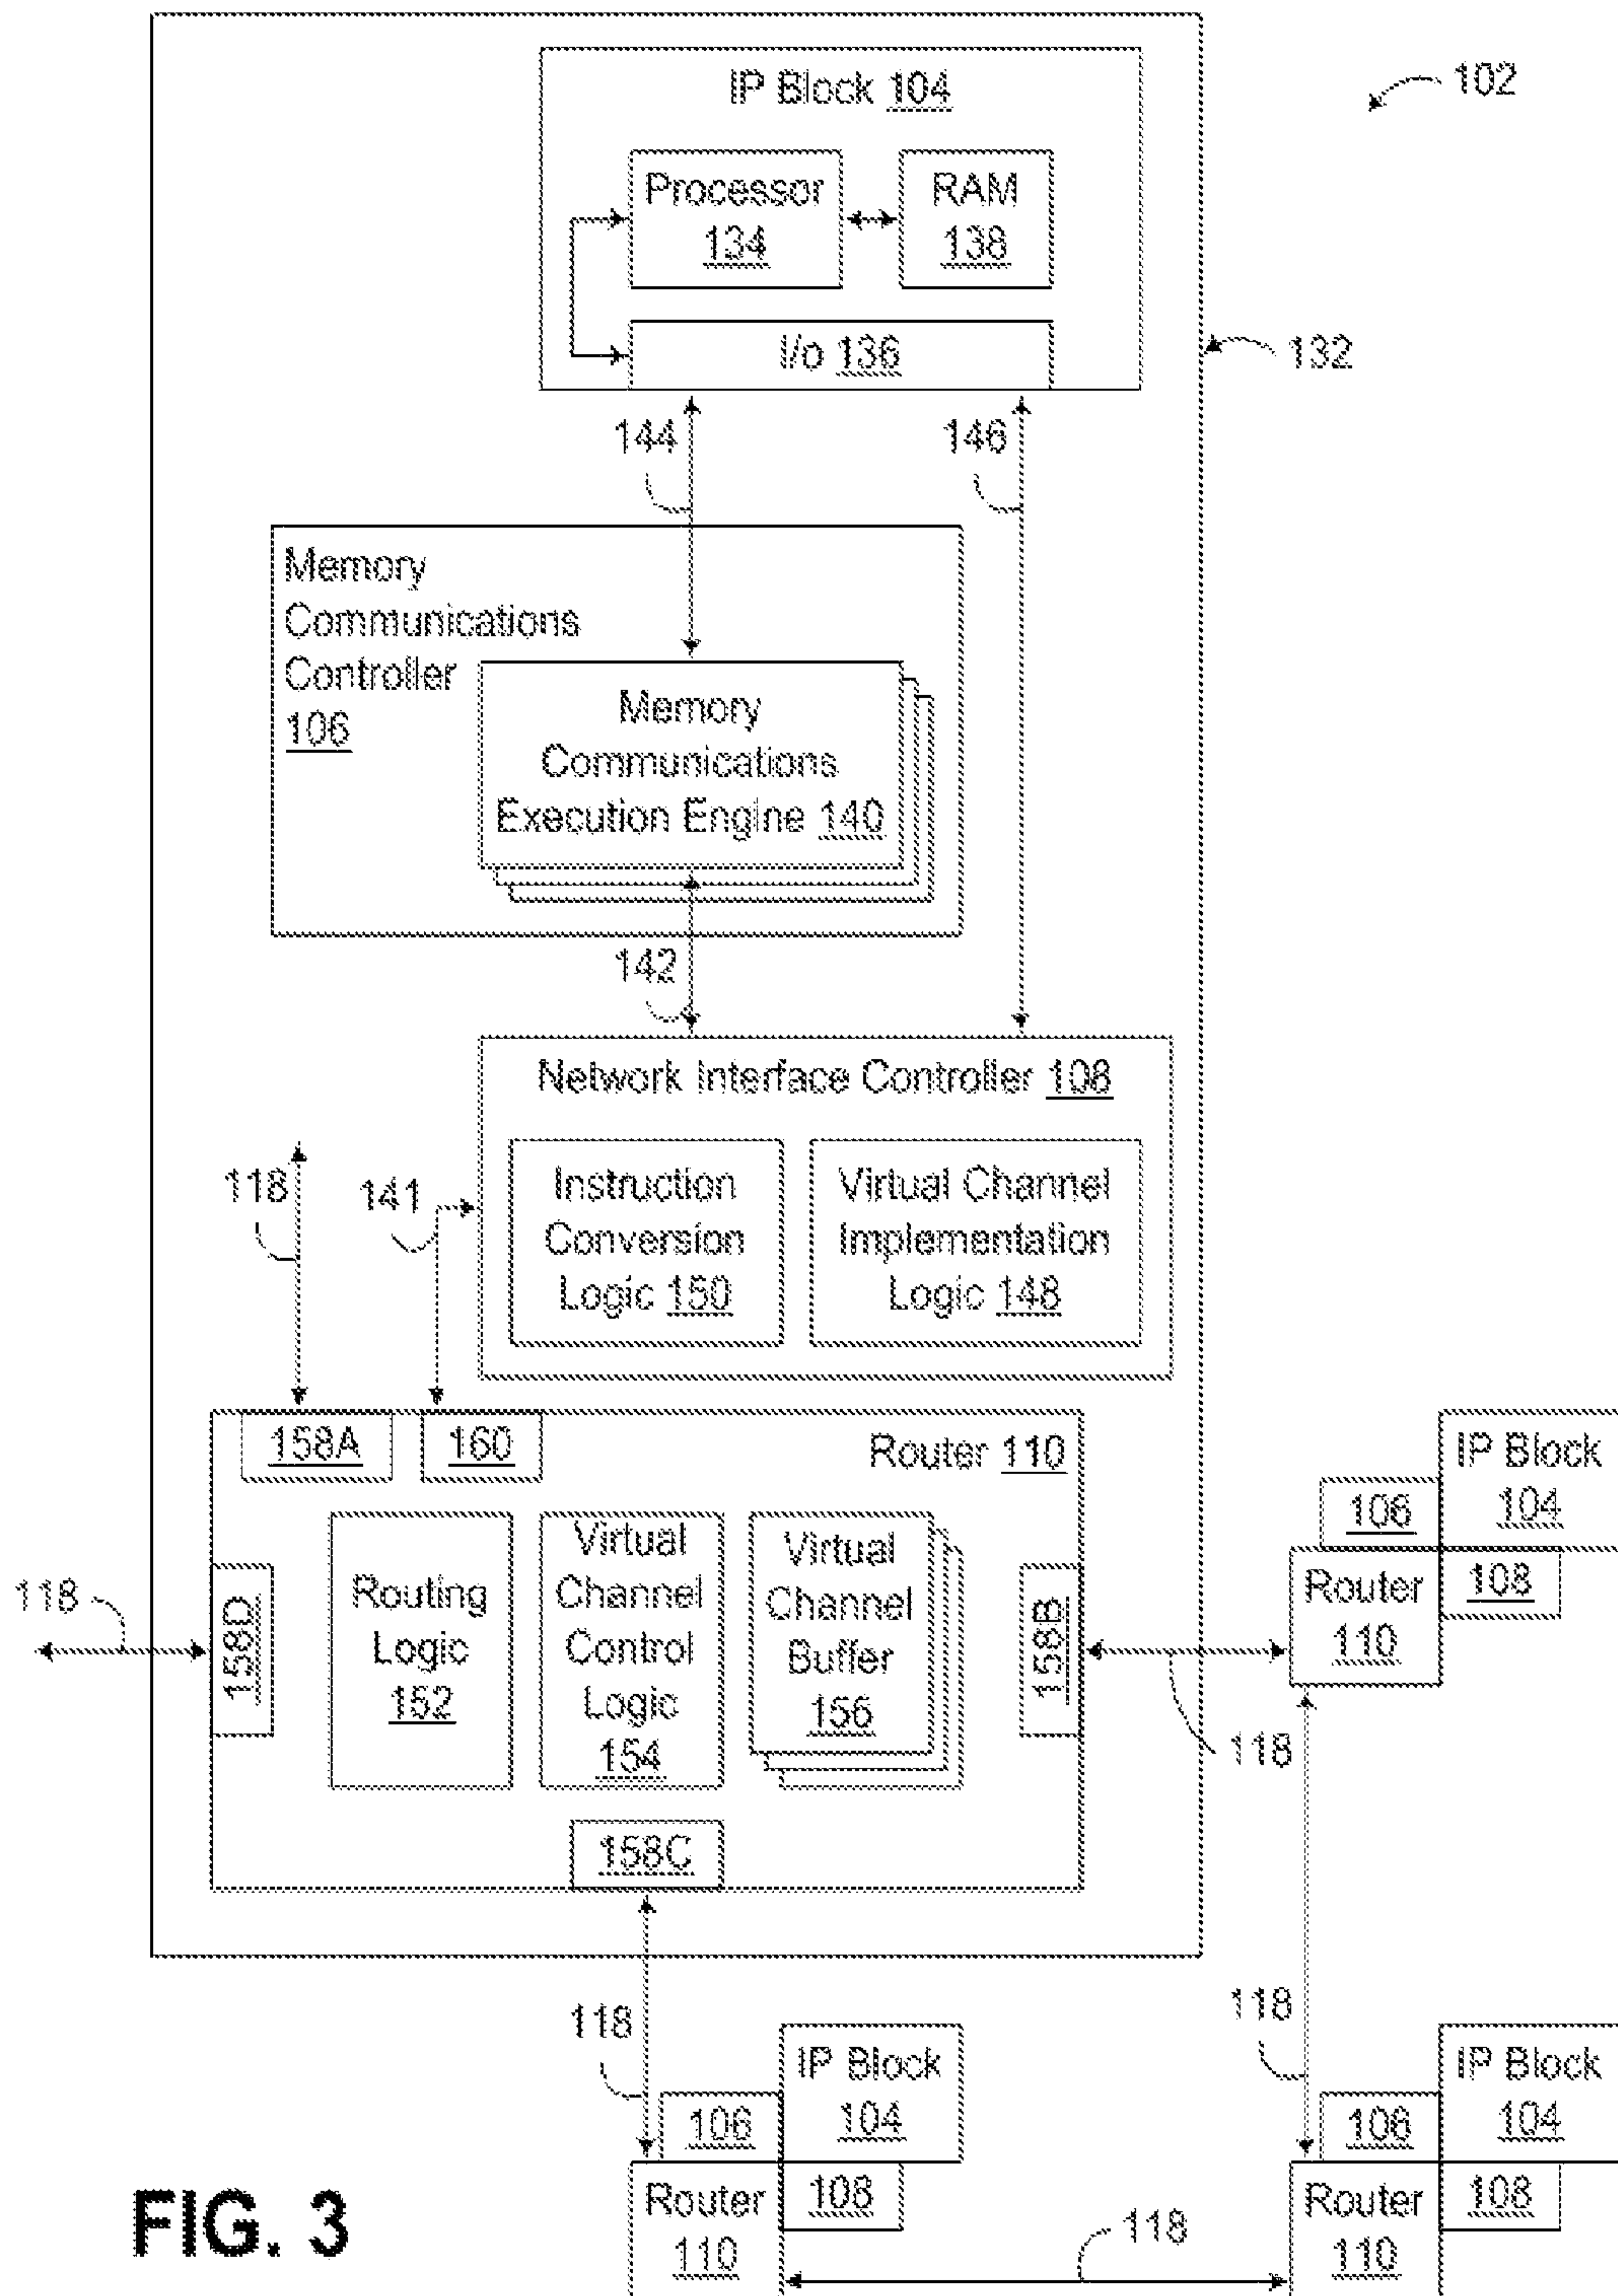 IP Block 104
102
Processor
134
RAM
138
I/o 136
132
144
146
Memory
Communications
Controller
106
Memory
Communications
Execution Engine 140
142
Network Interface Controller 108
118
141
Instruction
Conversion
Logic 150
Virtual Channel
Implementation
Logic 148
158A
160
Router 110
IP Block
104
106
Router
110
108
118
158D
Routing
Logic
152
Virtual
Channel
Control
Logic
154
Virtual
Channel
Buffer
156
158B
118
158C
118
118
IP Block
104
106
Router
110
108
IP Block
104
106
Router
110
108
118
FIG. 3